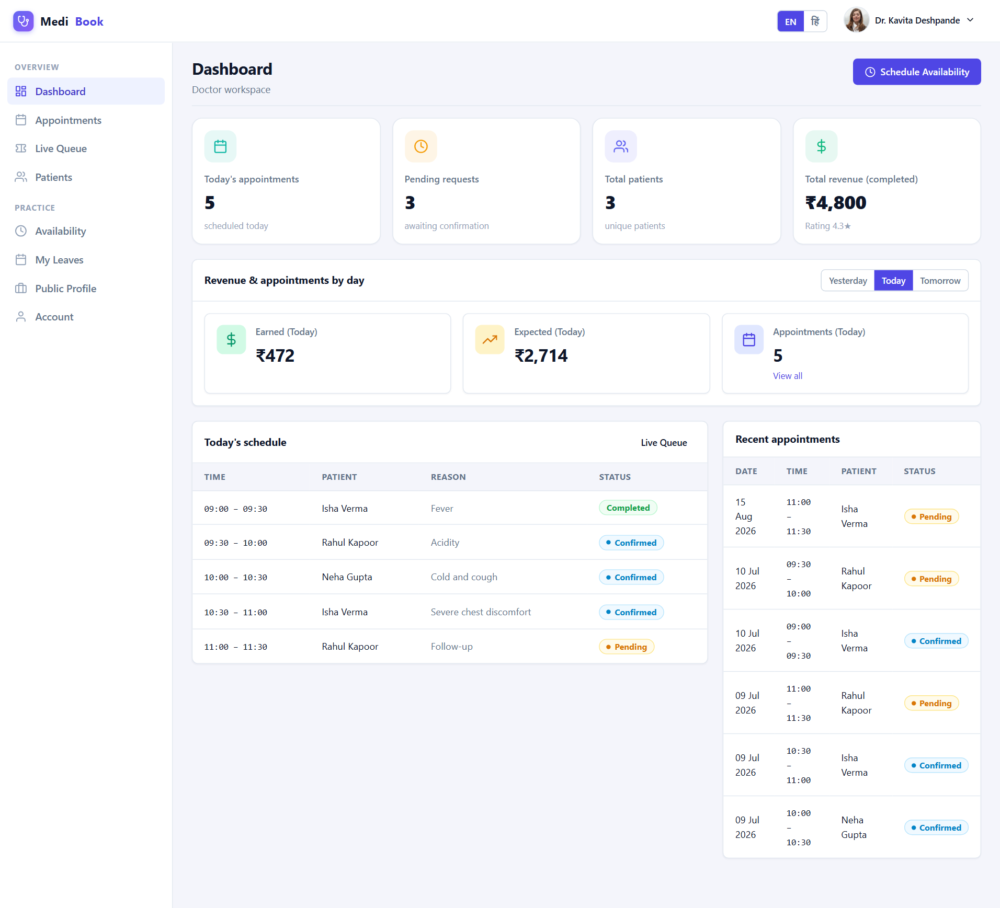 Medi Book
EN हिं
Dr. Kavita Deshpande
OVERVIEW
Dashboard
Appointments
Live Queue
Patients
PRACTICE
Availability
My Leaves
Public Profile
Account
Dashboard
Doctor workspace
Schedule Availability
Today's appointments
5
scheduled today
Pending requests
3
awaiting confirmation
Total patients
3
unique patients
Total revenue (completed)
₹4,800
Rating 4.3★
Revenue & appointments by day
Yesterday Today Tomorrow
Earned (Today)
₹472
Expected (Today)
₹2,714
Appointments (Today)
5
View all
Today's schedule
Live Queue
TIME PATIENT REASON STATUS
09:00 – 09:30 Isha Verma Fever Completed
09:30 – 10:00 Rahul Kapoor Acidity Confirmed
10:00 – 10:30 Neha Gupta Cold and cough Confirmed
10:30 – 11:00 Isha Verma Severe chest discomfort Confirmed
11:00 – 11:30 Rahul Kapoor Follow-up Pending
Recent appointments
DATE TIME PATIENT STATUS
15 Aug 2026 11:00 – 11:30 Isha Verma Pending
10 Jul 2026 09:30 – 10:00 Rahul Kapoor Pending
10 Jul 2026 09:00 – 09:30 Isha Verma Confirmed
09 Jul 2026 11:00 – 11:30 Rahul Kapoor Pending
09 Jul 2026 10:30 – 11:00 Isha Verma Confirmed
09 Jul 2026 10:00 – 10:30 Neha Gupta Confirmed